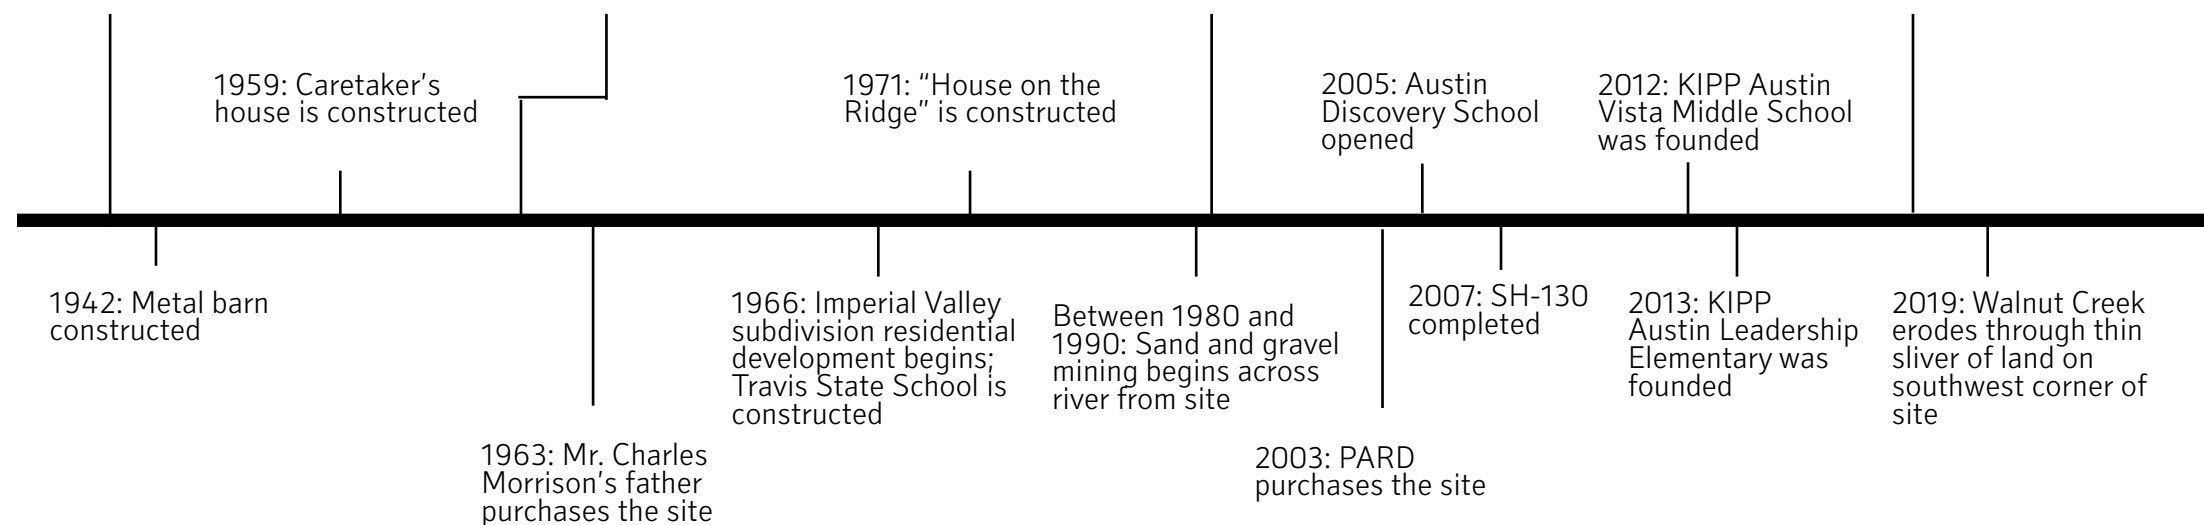 1959: Caretaker's
house is constructed
1971: “House on the
Ridge” is constructed
2005: Austin
Discovery School
opened
2012: KIPP Austin
Vista Middle School
was founded
1942: Metal barn
constructed
1963: Mr. Charles
Morrison's father
purchases the site
1966: Imperial Valley
subdivision residential
development begins;
Travis State School is
constructed
Between 1980 and
1990: Sand and gravel
mining begins across
river from site
2003: PARD
purchases the site
2007: SH-130
completed
2013: KIPP
Austin Leadership
Elementary was
founded
2019: Walnut Creek
erodes through thin
sliver of land on
southwest corner of
site